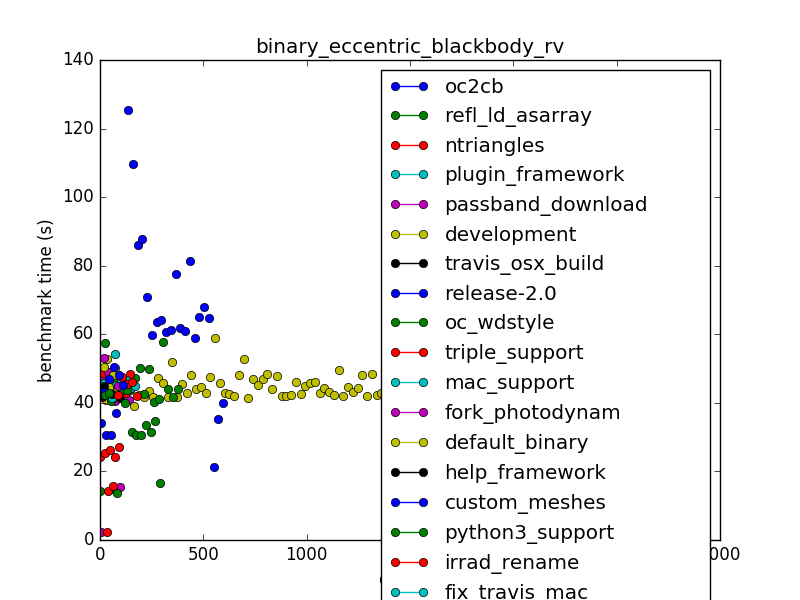 binary_eccentric_blackbody_rv
benchmark time (s)
140
120
100
80
60
40
20
0
0
500
1000
000
oc2cb
refl_ld_asarray
ntriangles
plugin_framework
passband_download
development
travis_osx_build
release-2.0
oc_wdstyle
triple_support
mac_support
fork_photodynam
default_binary
help_framework
custom_meshes
python3_support
irrad_rename
fix_travis_mac